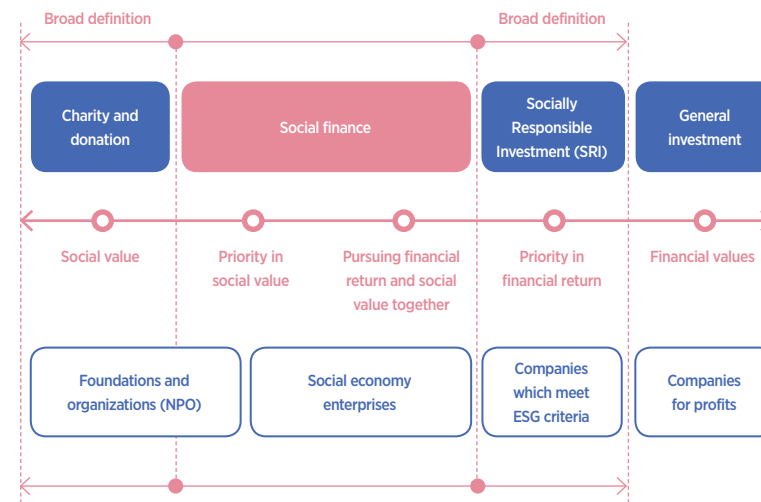 Broad definition
Broad definition
Charity and
donation
Social finance
Socially
Responsible
Investment (SRI)
General
investment
Social value
Priority in
social value
Pursuing financial
return and social
value together
Priority in
financial return
Financial values
Foundations and
organizations (NPO)
Social economy
enterprises
Companies
which meet
ESG criteria
Companies
for profits